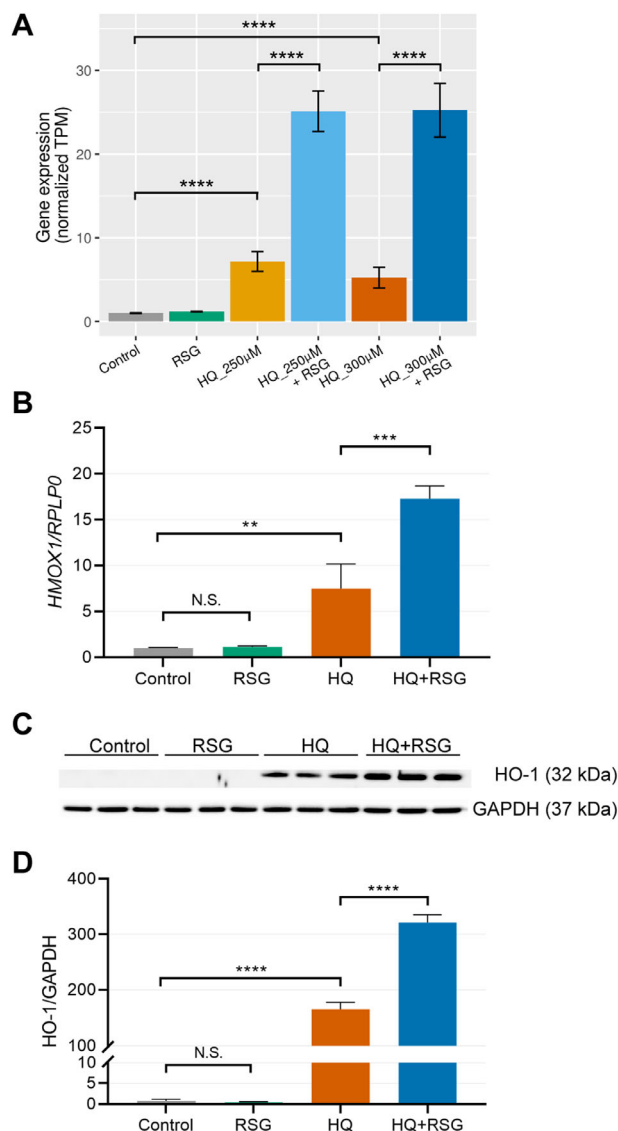 A
Gene expression
(normalized TPM)
30
20
10
0
****
****
****
****
Control
RSG
HQ_250µM
HQ_250µM
+ RSG
HQ_300µM
HQ_300µM
+ RSG
B
HMOX1/RPLP0
25
20
15
10
5
0
***
**
N.S.
Control
RSG
HQ
HQ+RSG
C
Control RSG HQ HQ+RSG
HO-1 (32 kDa)
GAPDH (37 kDa)
D
HO-1/GAPDH
400
300
200
100
10
5
0
****
****
N.S.
Control
RSG
HQ
HQ+RSG